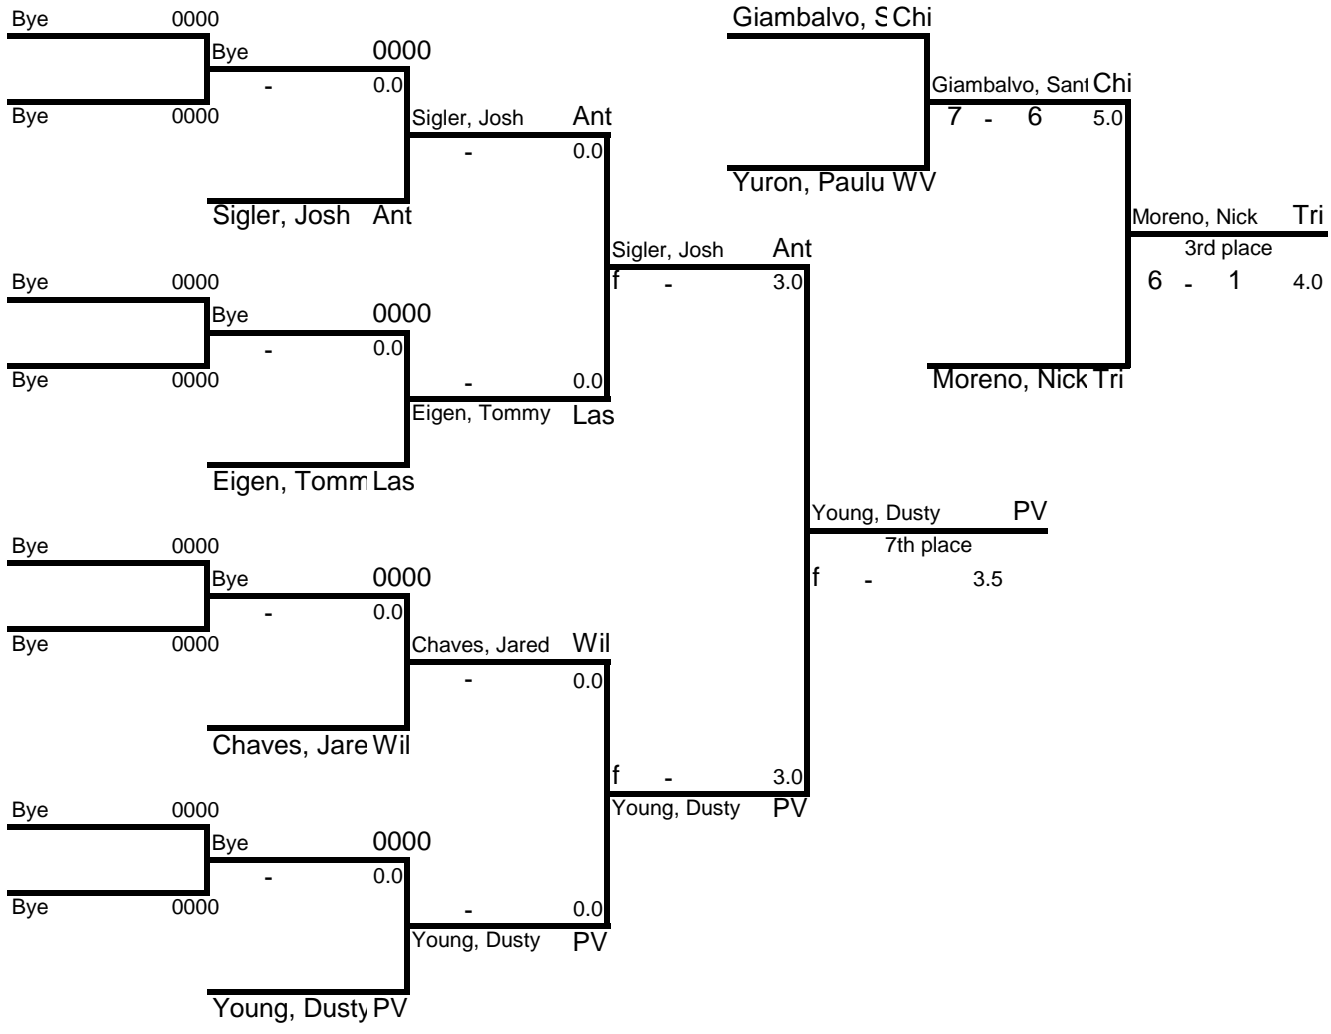 Bye 0000
Bye 0000
- 0.0
Bye 0000
Sigler, Josh Ant
Sigler, Josh Ant
- 0.0
Bye 0000
Bye 0000
- 0.0
Bye 0000
Eigen, Tomm Las
- 0.0
Eigen, Tommy Las
Sigler, Josh Ant
f - 3.0
Bye 0000
Bye 0000
- 0.0
Bye 0000
Chaves, Jare Wil
Chaves, Jared Wil
- 0.0
Bye 0000
Bye 0000
- 0.0
Bye 0000
Young, Dusty PV
- 0.0
Young, Dusty PV
f - 3.0
Young, Dusty PV
Young, Dusty PV
7th place
f - 3.5
Giambalvo, S Chi
Yuron, Paulu WV
Giambalvo, Sant Chi
7 - 6 5.0
Moreno, Nick Tri
Moreno, Nick Tri
3rd place
6 - 1 4.0